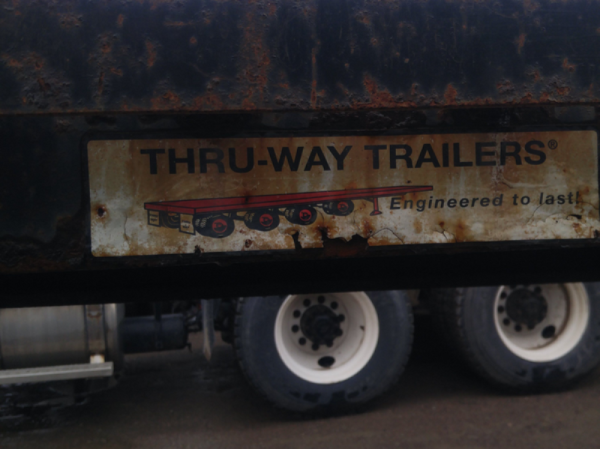 THRU-WAY TRAILERS®
Engineered to last!